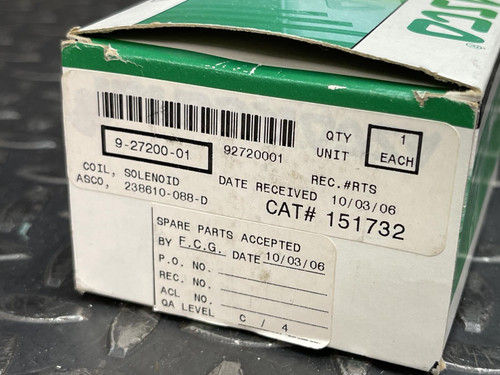 ASCO
9-27200-01 92720001 QTY 1
UNIT EACH
COIL, SOLENOID REC.#RTS
ASCO, 238610-088-D DATE RECEIVED 10/03/06
CAT# 151732
SPARE PARTS ACCEPTED
BY F.C.G. DATE 10/03/06
P.O. NO.
REC. NO.
ACL NO.
QA LEVEL C / 4